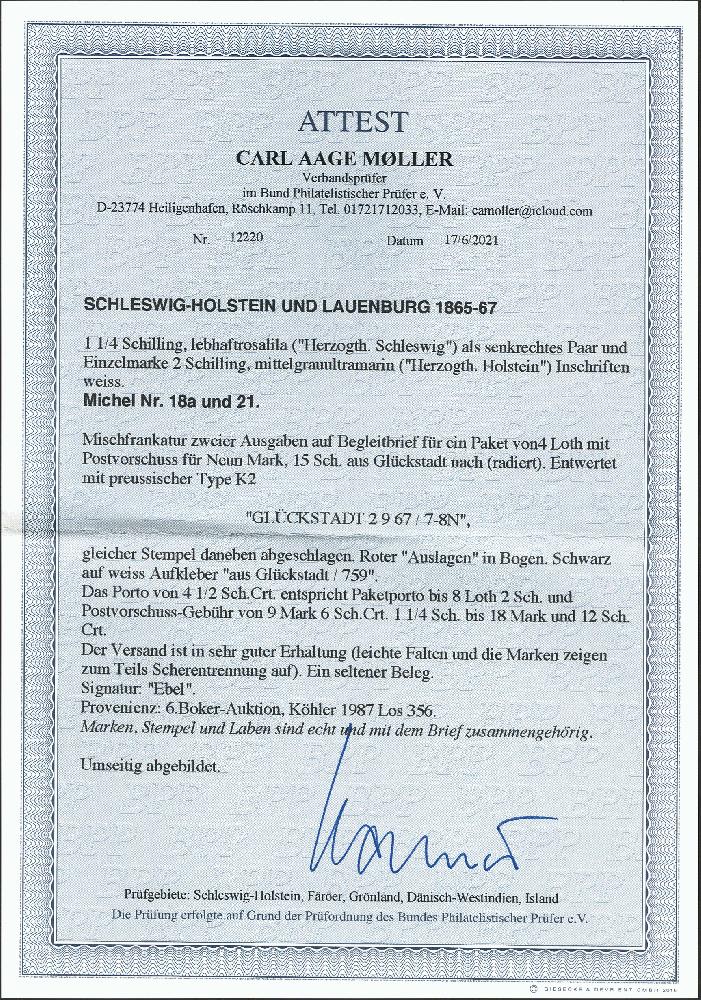 ATTEST
CARL AAGE MØLLER
Verbandsprüfer
im Bund Philatelistischer Prüfer e. V.
D-23774 Heiligenhafen, Röschkamp 11, Tel. 01721712033, E-Mail: camoller@icloud.com
Nr. 12220 Datum 17/6/2021
SCHLESWIG-HOLSTEIN UND LAUENBURG 1865-67
1 1/4 Schilling, lebhaftrosalila ("Herzogth. Schleswig") als senkrechtes Paar und
Einzelmarke 2 Schilling, mittelgrauultramarin ("Herzogth. Holstein") Inschriften
weiss.
Michel Nr. 18a und 21.
Mischfrankatur zweier Ausgaben auf Begleitbrief für ein Paket von4 Loth mit
Postvorschuss für Neun Mark, 15 Sch. aus Glückstadt nach (radiert). Entwertet
mit preussischer Type K2
"GLÜCKSTADT 2 9 67 / 7-8N",
gleicher Stempel daneben abgeschlagen. Roter "Auslagen" in Bogen. Schwarz
auf weiss Aufkleber "aus Glückstadt / 759".
Das Porto von 4 1/2 Sch.Crt. entspricht Paketporto bis 8 Loth 2 Sch. und
Postvorschuss-Gebühr von 9 Mark 6 Sch.Crt. 1 1/4 Sch. bis 18 Mark und 12 Sch.
Crt.
Der Versand ist in sehr guter Erhaltung (leichte Falten und die Marken zeigen
zum Teils Scherentrennung auf). Ein seltener Beleg.
Signatur: "Ebel".
Provenienz: 6.Boker-Auktion, Köhler 1987 Los 356.
Marken, Stempel und Laben sind echt und mit dem Brief zusammengehörig.
Umseitig abgebildet.
Prüfgebiete: Schleswig-Holstein, Färöer, Grönland, Dänisch-Westindien, Island
Die Prüfung erfolgte auf Grund der Prüfordnung des Bundes Philatelistischer Prüfer e.V.
© GIESECKE & DEVRIENT GMBH